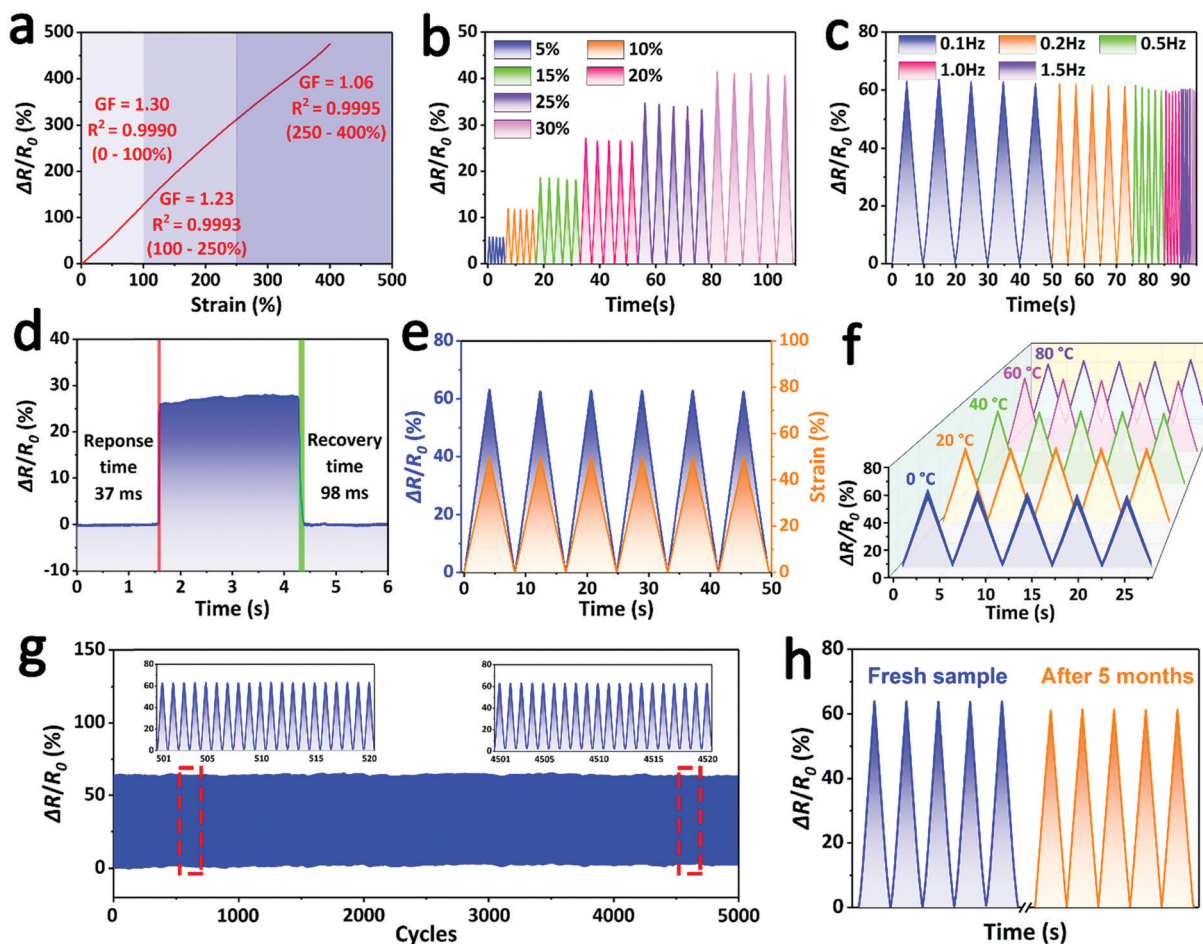 a
500
400
300
200
100
0
ΔR/R0 (%)
GF = 1.30
R2 = 0.9990
(0 - 100%)
GF = 1.06
R2 = 0.9995
(250 - 400%)
GF = 1.23
R2 = 0.9993
(100 - 250%)
0 100 200 300 400 500
Strain (%)
b
50
40
30
20
10
0
ΔR/R0 (%)
5% 10%
15% 20%
25%
30%
0 20 40 60 80 100
Time(s)
c
80
60
40
20
0
ΔR/R0 (%)
0.1Hz 0.2Hz 0.5Hz
1.0Hz 1.5Hz
0 10 20 30 40 50 60 70 80 90
Time(s)
d
40
30
20
10
0
-10
ΔR/R0 (%)
Reponse
time
37 ms
Recovery
time
98 ms
0 1 2 3 4 5 6
Time (s)
e
80
60
40
20
0
ΔR/R0 (%)
100
80
60
40
20
0
Strain (%)
0 10 20 30 40 50
Time (s)
f
80 °C
60 °C
40 °C
20 °C
0 °C
80
60
40
20
0
ΔR/R0 (%)
0 5 10 15 20 25
Time (s)
g
150
100
50
0
ΔR/R0 (%)
80
60
40
20
0
501 505 510 515 520
80
60
40
20
0
4501 4505 4510 4515 4520
0 1000 2000 3000 4000 5000
Cycles
h
80
60
40
20
0
ΔR/R0 (%)
Fresh sample After 5 months
Time (s)